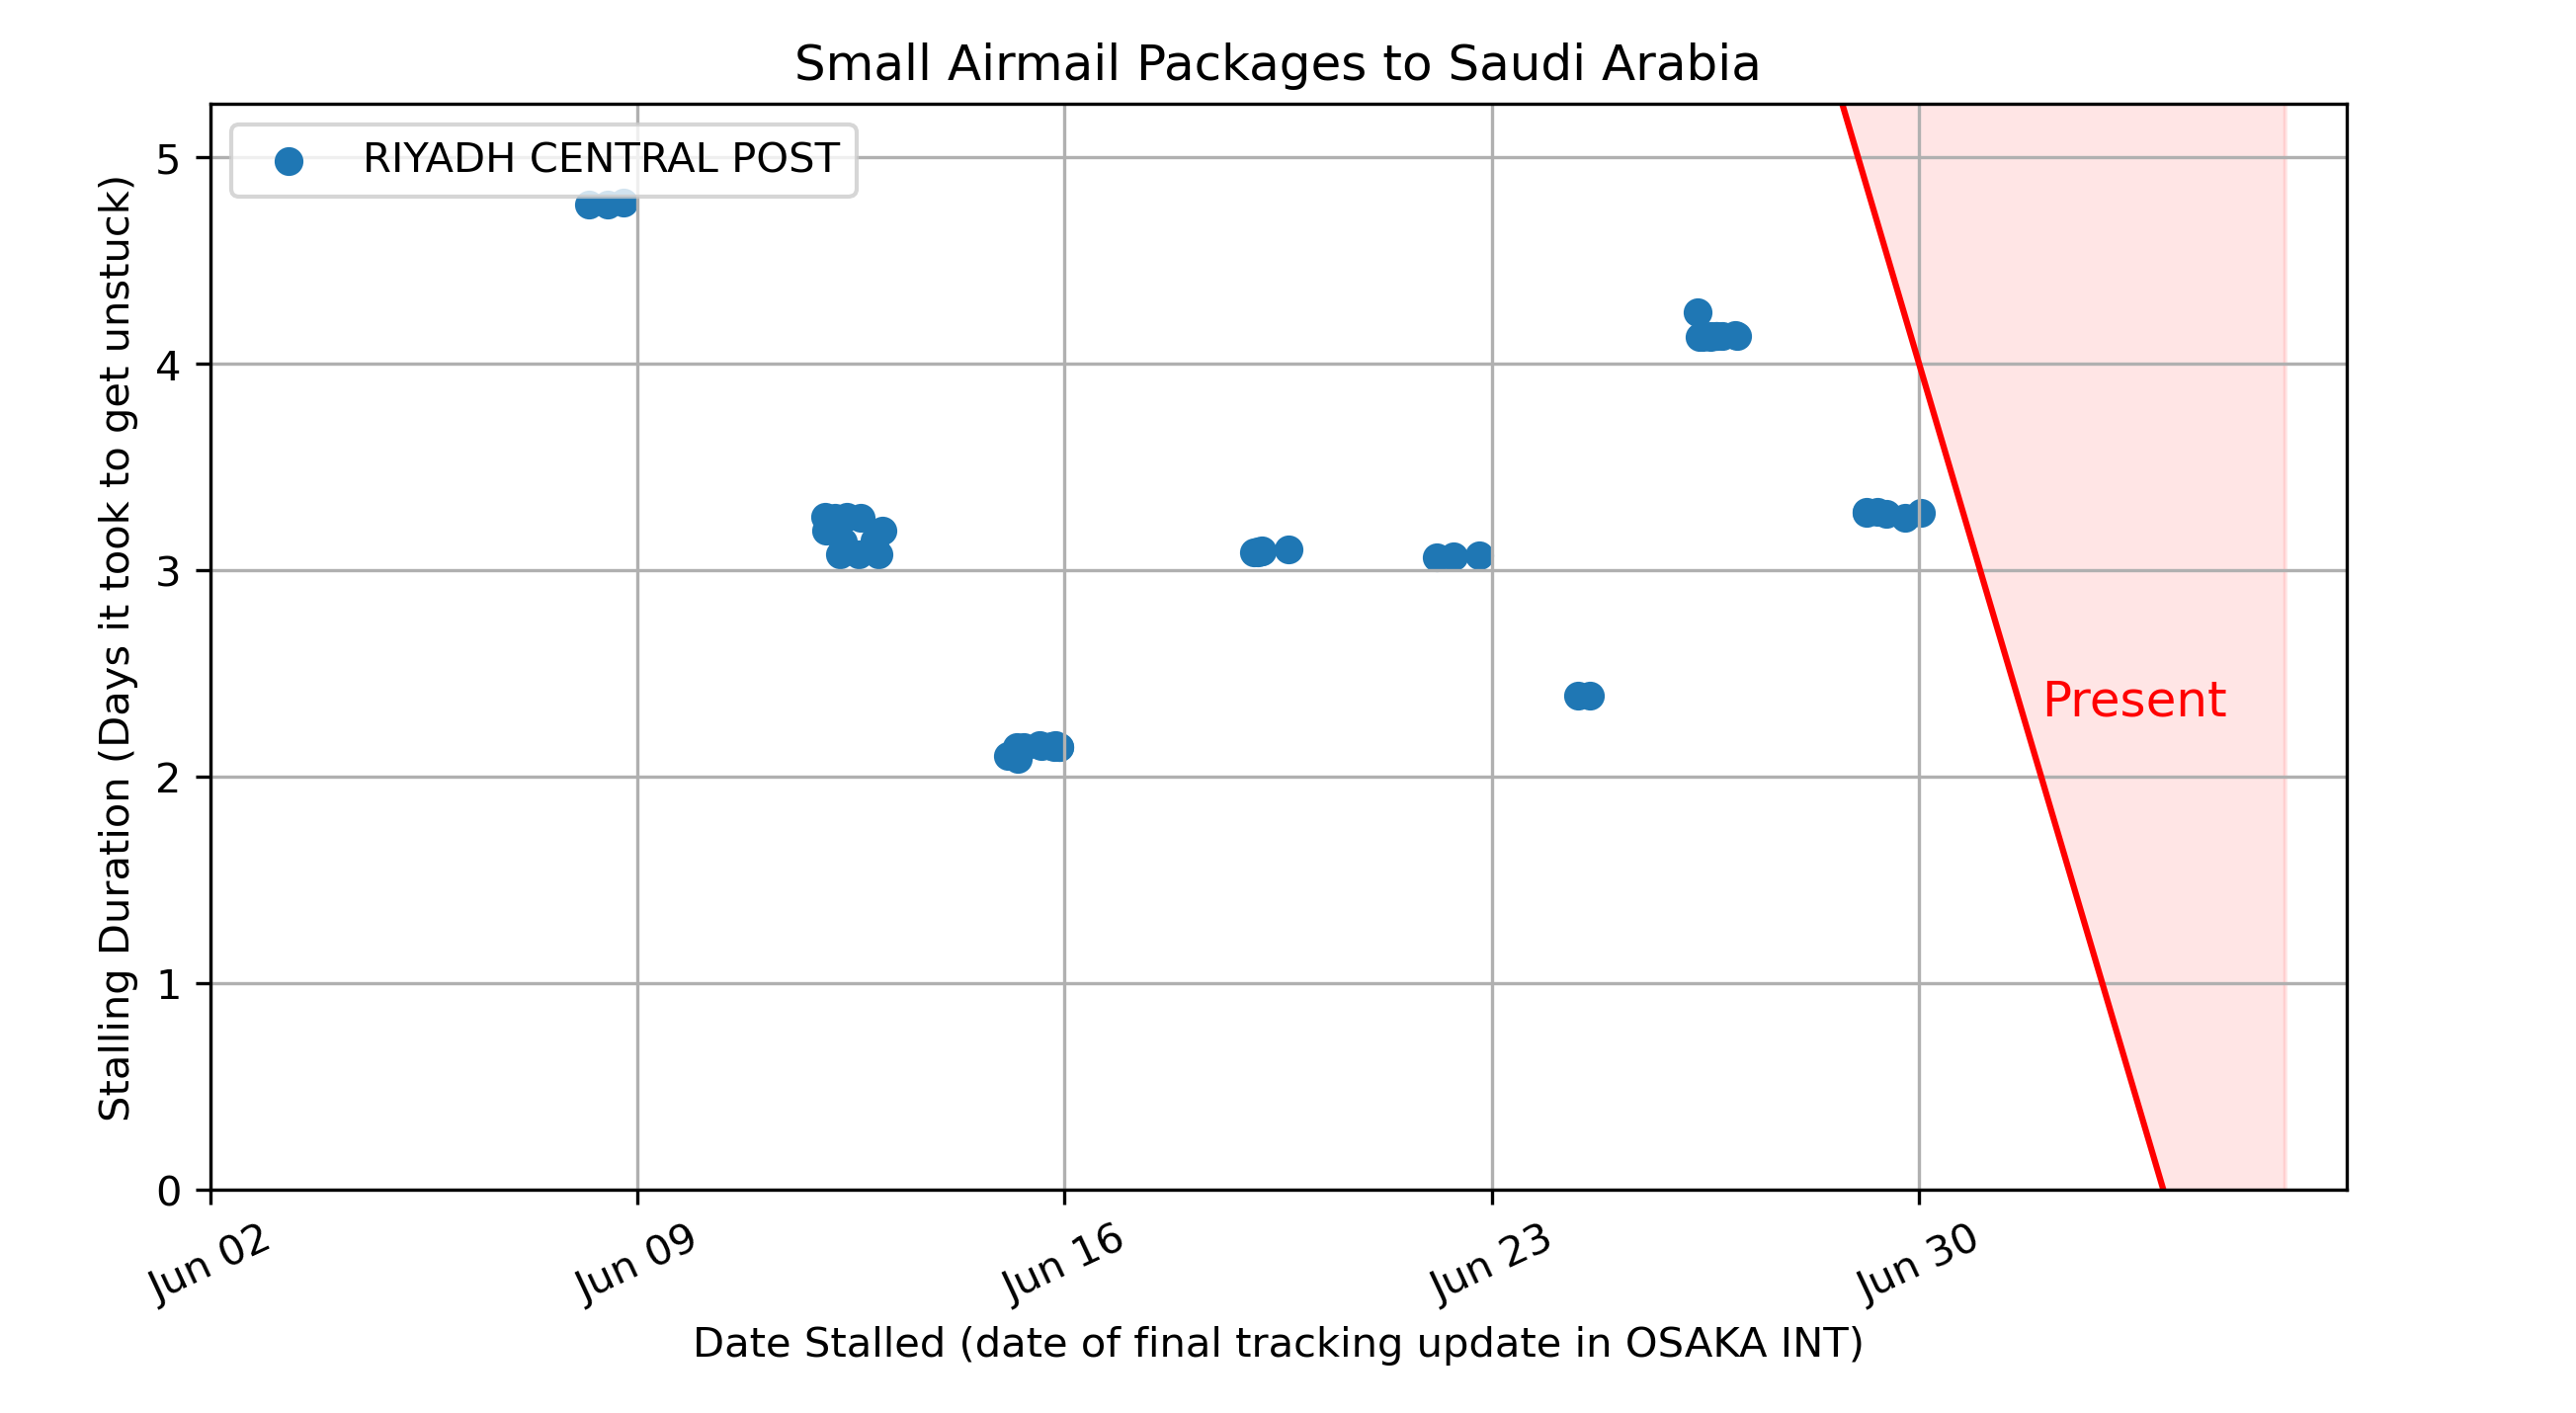 Small Airmail Packages to Saudi Arabia
RIYADH CENTRAL POST
Stalling Duration (Days it took to get unstuck)
5
4
3
2
1
0
Present
Jun 02
Jun 09
Jun 16
Jun 23
Jun 30
Date Stalled (date of final tracking update in OSAKA INT)